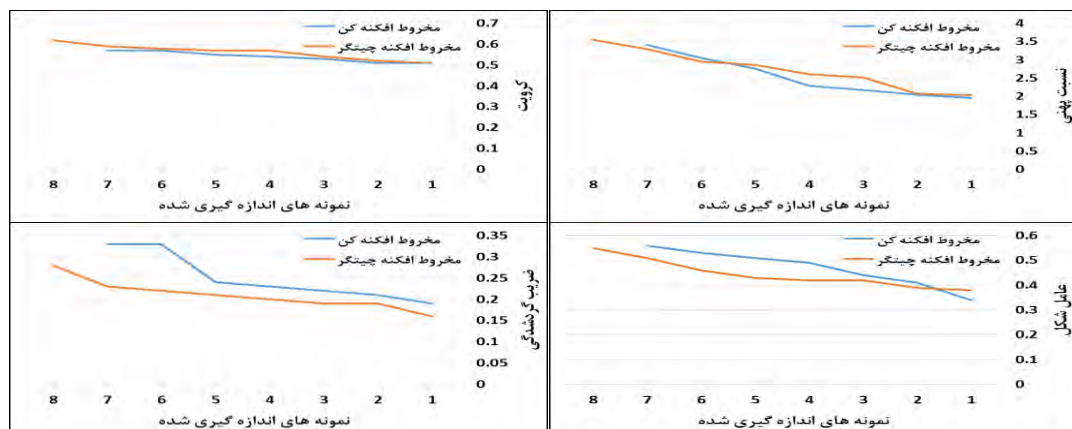 0.7
0.6
0.5
0.4
0.3
0.2
0.1
0
کرویت
مخروط افکنه کن
مخروط افکنه چیتگر
8 7 6 5 4 3 2 1
نمونه های اندازه گیری شده
4
3.5
3
2.5
2
1.5
1
0.5
0
نسبت پهنی
مخروط افکنه کن
مخروط افکنه چیتگر
8 7 6 5 4 3 2 1
نمونه های اندازه گیری شده
0.35
0.3
0.25
0.2
0.15
0.1
0.05
0
ضریب گردشدگی
مخروط افکنه کن
مخروط افکنه چیتگر
8 7 6 5 4 3 2 1
نمونه های اندازه گیری شده
0.6
0.5
0.4
0.3
0.2
0.1
0
عامل شکل
مخروط افکنه کن
مخروط افکنه چیتگر
8 7 6 5 4 3 2 1
نمونه های اندازه گیری شده